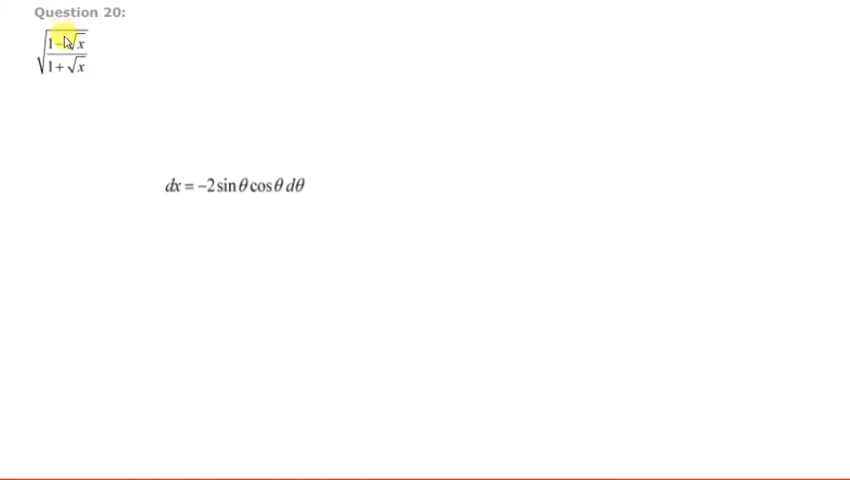 Question 20:
√((1−√x)/(1+√x))
dx = −2 sin θ cos θ dθ